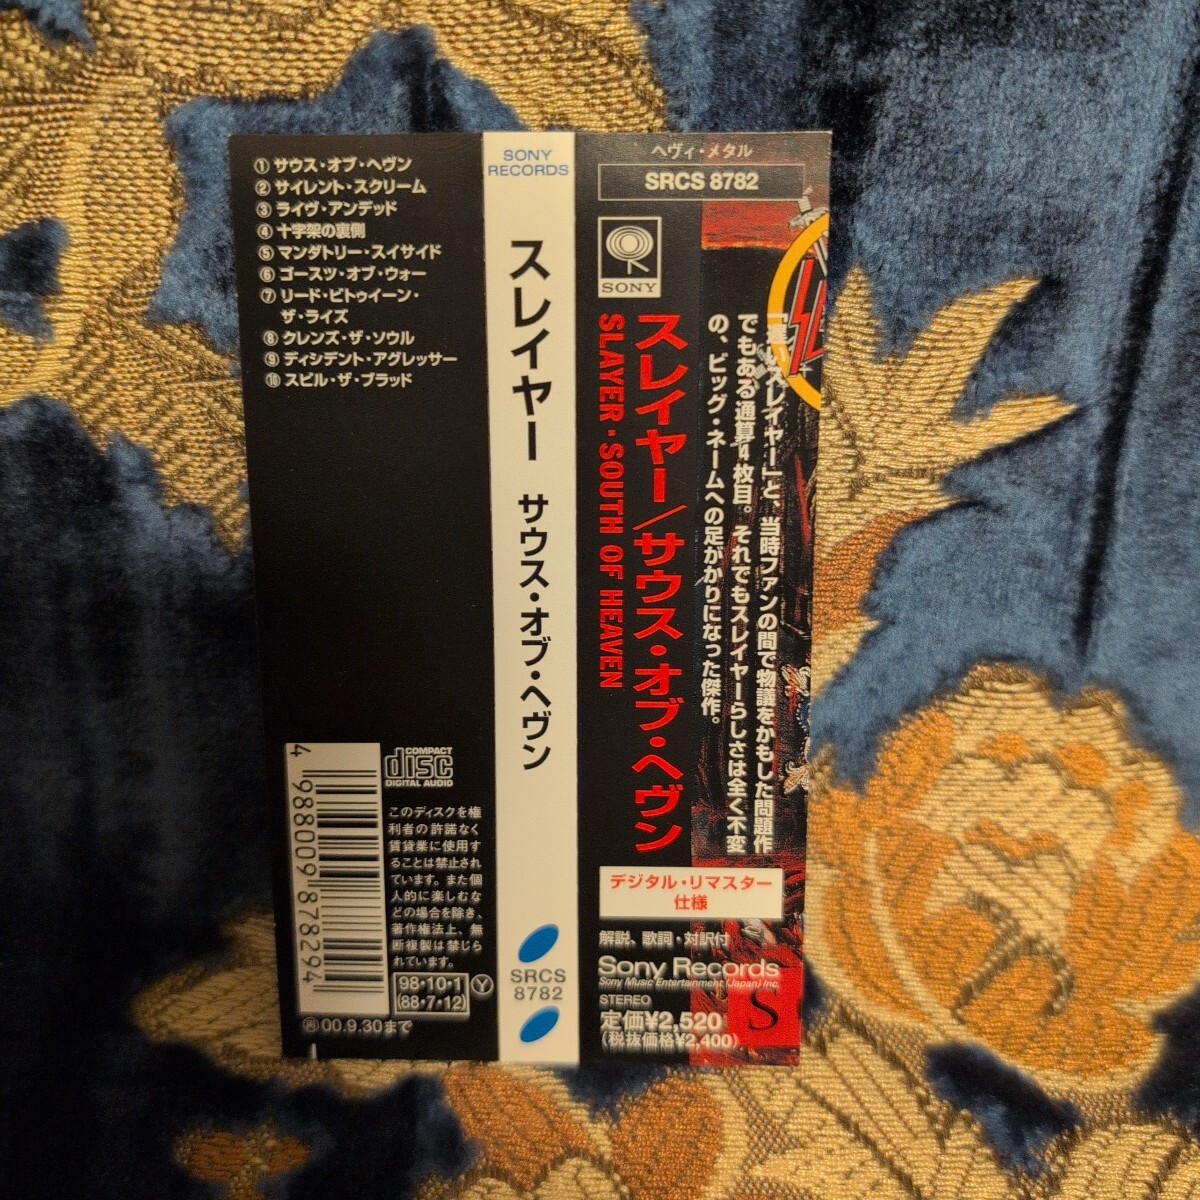 ① サウス・オブ・ヘヴン
② サイレント・スクリーム
③ ライヴ・アンデッド
④ 十字架の裏側
⑤ マンダトリー・スイサイド
⑥ ゴースツ・オブ・ウォー
⑦ リード・ビトゥイーン・
ザ・ライズ
⑧ クレンズ・ザ・ソウル
⑨ ディシデント・アグレッサー
⑩ スピル・ザ・ブラッド
4 988009 878294
COMPACT
disc
DIGITAL AUDIO
このディスクを権
利者の許諾なく
賃貸業に使用す
ることは禁止され
ています。また個
人的に楽しむな
どの場合を除き、
著作権法上、無
断複製は禁じら
れています。
98・10・1
(88・7・12)
Y
00.9.30まで
SONY
RECORDS
スレイヤー サウス・オブ・ヘヴン
SRCS
8782
ヘヴィ・メタル
SRCS 8782
SONY
スレイヤー/サウス・オブ・ヘヴン
SLAYER・SOUTH OF HEAVEN
スレイヤー」と、当時ファンの間で物議をかもした問題作
でもある通算4枚目。それでもスレイヤーらしさは全く不変
の、ビッグ・ネームへの足がかりになった傑作。
デジタル・リマスター
仕様
解説、歌詞・対訳付
Sony Records
Sony Music Entertainment (Japan) Inc.
STEREO
定価¥2,520
(税抜価格¥2,400)
S